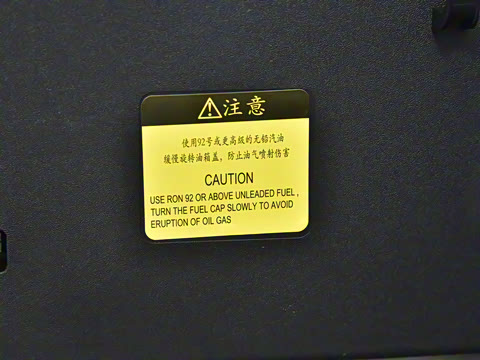 注意
使用92号或更高级的无铅汽油
缓慢旋转油箱盖，防止油气喷射伤害
CAUTION
USE RON 92 OR ABOVE UNLEADED FUEL,
TURN THE FUEL CAP SLOWLY TO AVOID
ERUPTION OF OIL GAS